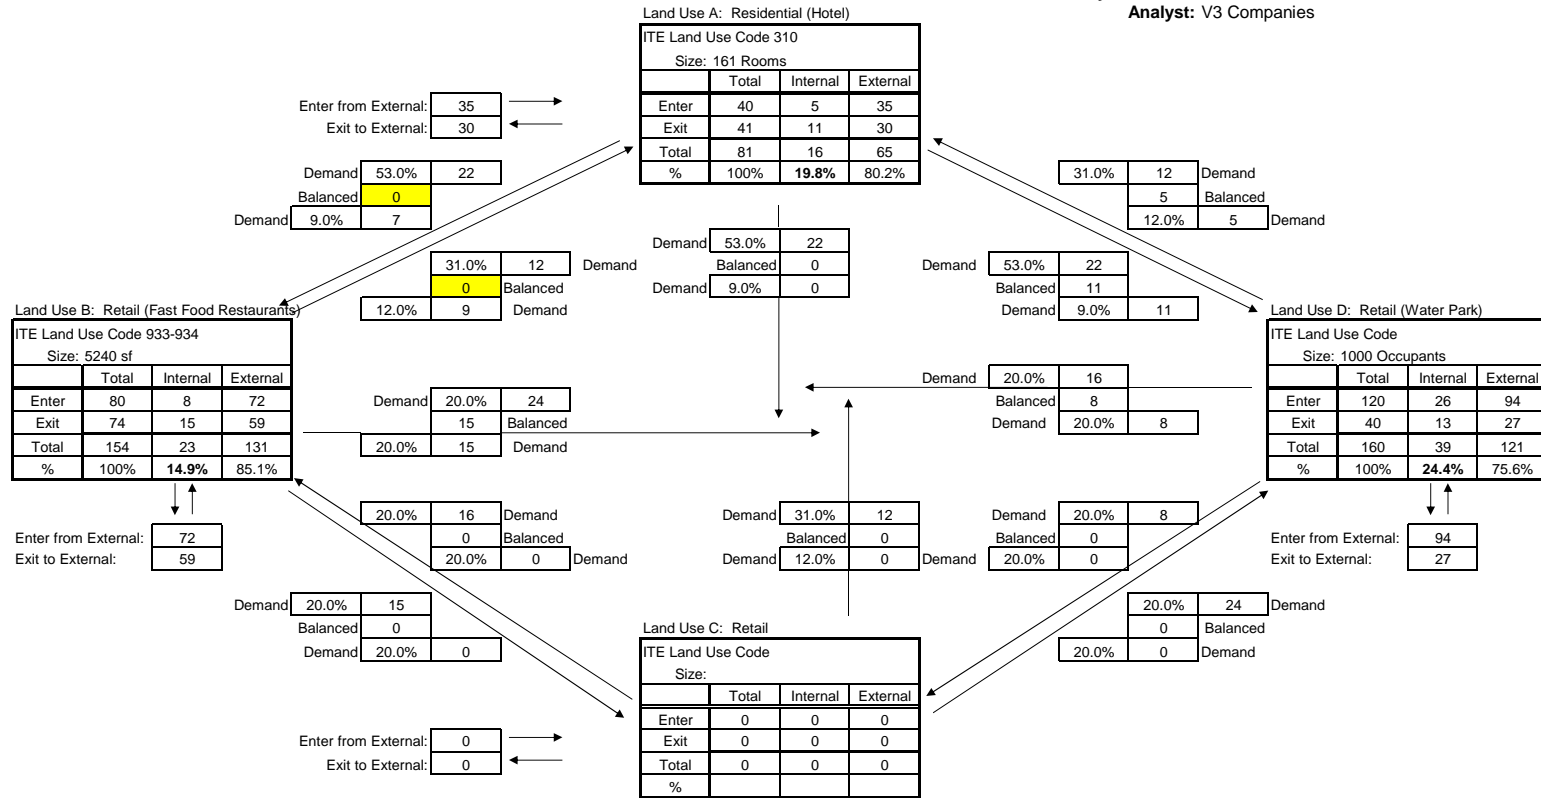 Analyst: V3 Companies
Land Use A: Residential (Hotel)
ITE Land Use Code 310
Size: 161 Rooms
Total Internal External
Enter 40 5 35
Exit 41 11 30
Total 81 16 65
% 100% 19.8% 80.2%
Enter from External: 35
Exit to External: 30
Demand 53.0% 22
Balanced 0
Demand 9.0% 7
31.0% 12 Demand
5 Balanced
12.0% 5 Demand
31.0% 12 Demand
0 Balanced
12.0% 9 Demand
Demand 53.0% 22
Balanced 0
Demand 9.0% 0
Demand 53.0% 22
Balanced 11
Demand 9.0% 11
Land Use B: Retail (Fast Food Restaurants)
ITE Land Use Code 933-934
Size: 5240 sf
Total Internal External
Enter 80 8 72
Exit 74 15 59
Total 154 23 131
% 100% 14.9% 85.1%
Enter from External: 72
Exit to External: 59
Demand 20.0% 24
15 Balanced
20.0% 15 Demand
Demand 20.0% 16
Balanced 8
Demand 20.0% 8
Land Use D: Retail (Water Park)
ITE Land Use Code
Size: 1000 Occupants
Total Internal External
Enter 120 26 94
Exit 40 13 27
Total 160 39 121
% 100% 24.4% 75.6%
Enter from External: 94
Exit to External: 27
20.0% 16 Demand
0 Balanced
20.0% 0 Demand
Demand 31.0% 12
Balanced 0
Demand 12.0% 0
Demand 20.0% 8
Balanced 0
Demand 20.0% 0
Demand 20.0% 15
Balanced 0
Demand 20.0% 0
20.0% 24 Demand
0 Balanced
20.0% 0 Demand
Land Use C: Retail
ITE Land Use Code
Size:
Total Internal External
Enter 0 0 0
Exit 0 0 0
Total 0 0 0
%
Enter from External: 0
Exit to External: 0